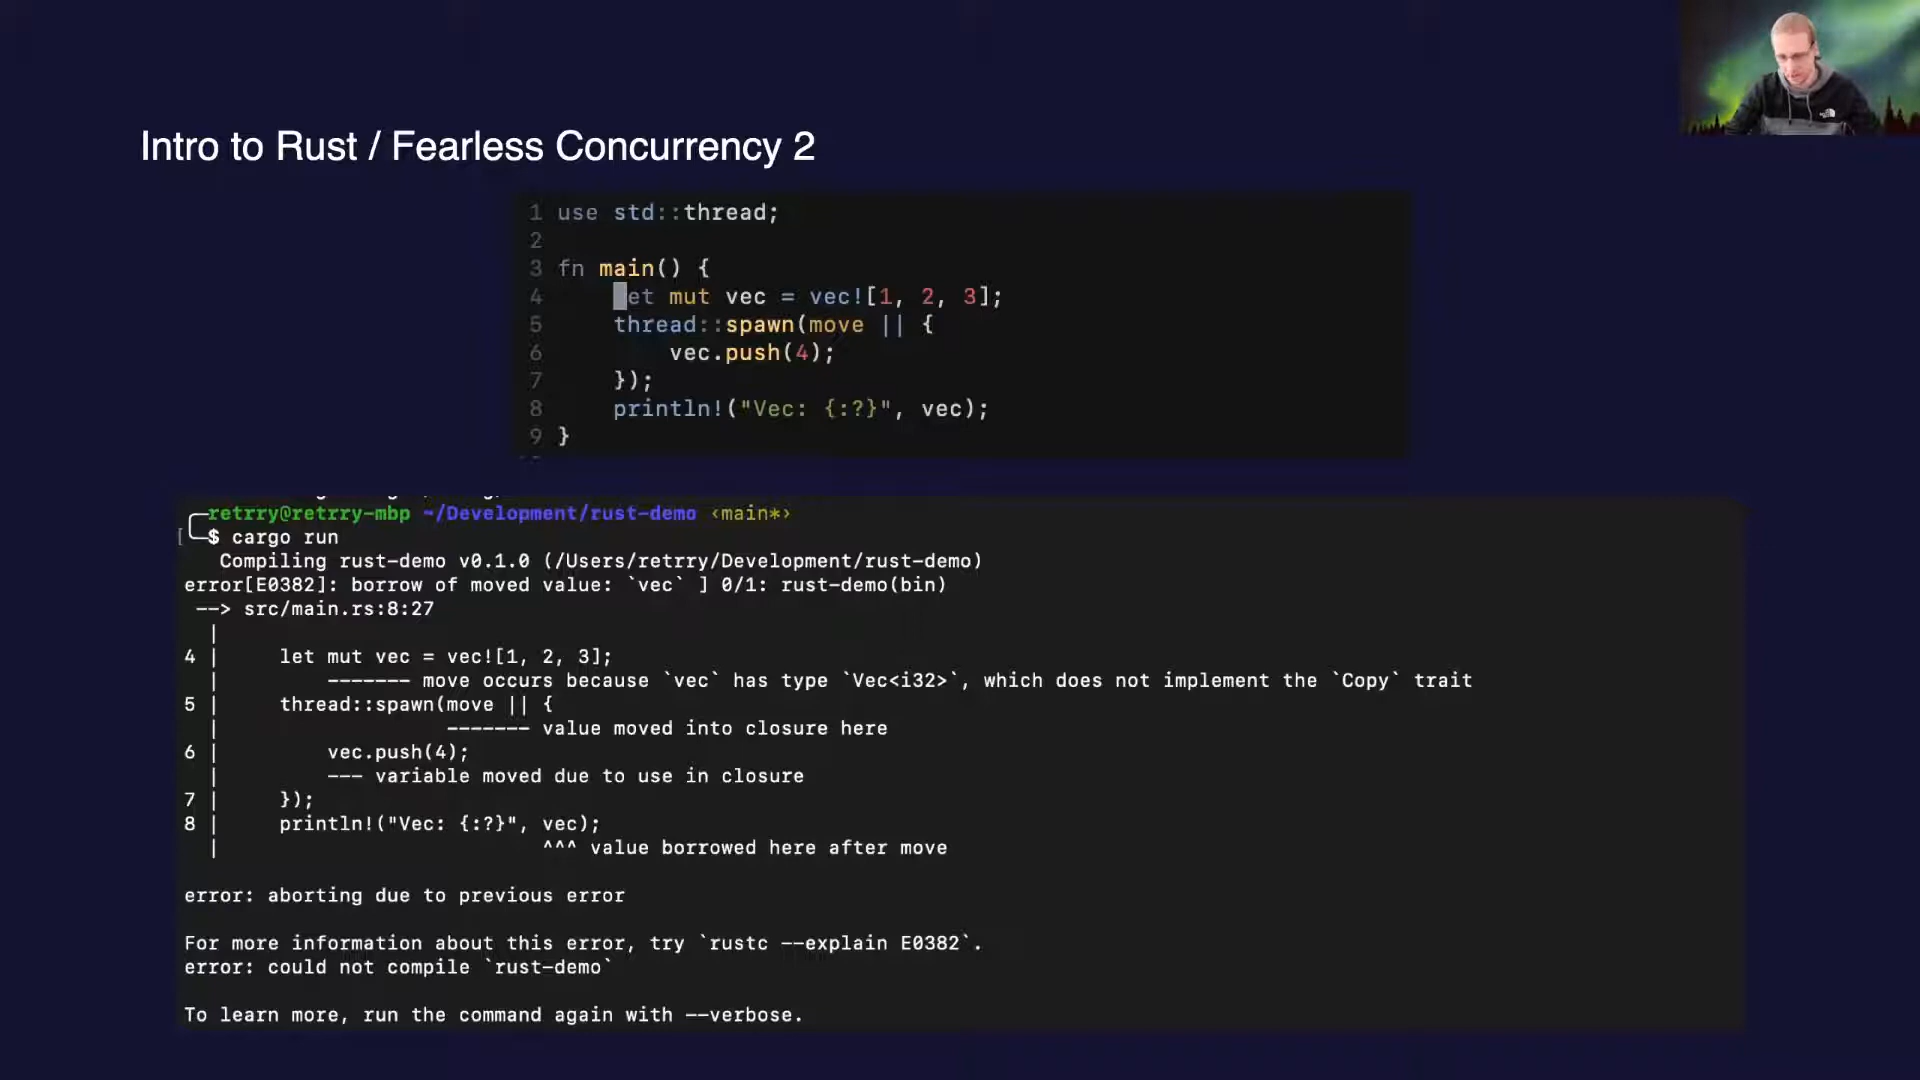 Intro to Rust / Fearless Concurrency 2
1 use std::thread;
2
3 fn main() {
4     let mut vec = vec![1, 2, 3];
5     thread::spawn(move || {
6         vec.push(4);
7     });
8     println!("Vec: {:?}", vec);
9 }
retrry@retrry-mbp ~/Development/rust-demo ‹main*›
$ cargo run
   Compiling rust-demo v0.1.0 (/Users/retrry/Development/rust-demo)
error[E0382]: borrow of moved value: `vec` ] 0/1: rust-demo(bin)
 --> src/main.rs:8:27
  |
4 |     let mut vec = vec![1, 2, 3];
  |         ------- move occurs because `vec` has type `Vec<i32>`, which does not implement the `Copy` trait
5 |     thread::spawn(move || {
  |                   ------- value moved into closure here
6 |         vec.push(4);
  |         --- variable moved due to use in closure
7 |     });
8 |     println!("Vec: {:?}", vec);
  |                           ^^^ value borrowed here after move
error: aborting due to previous error
For more information about this error, try `rustc --explain E0382`.
error: could not compile `rust-demo`
To learn more, run the command again with --verbose.